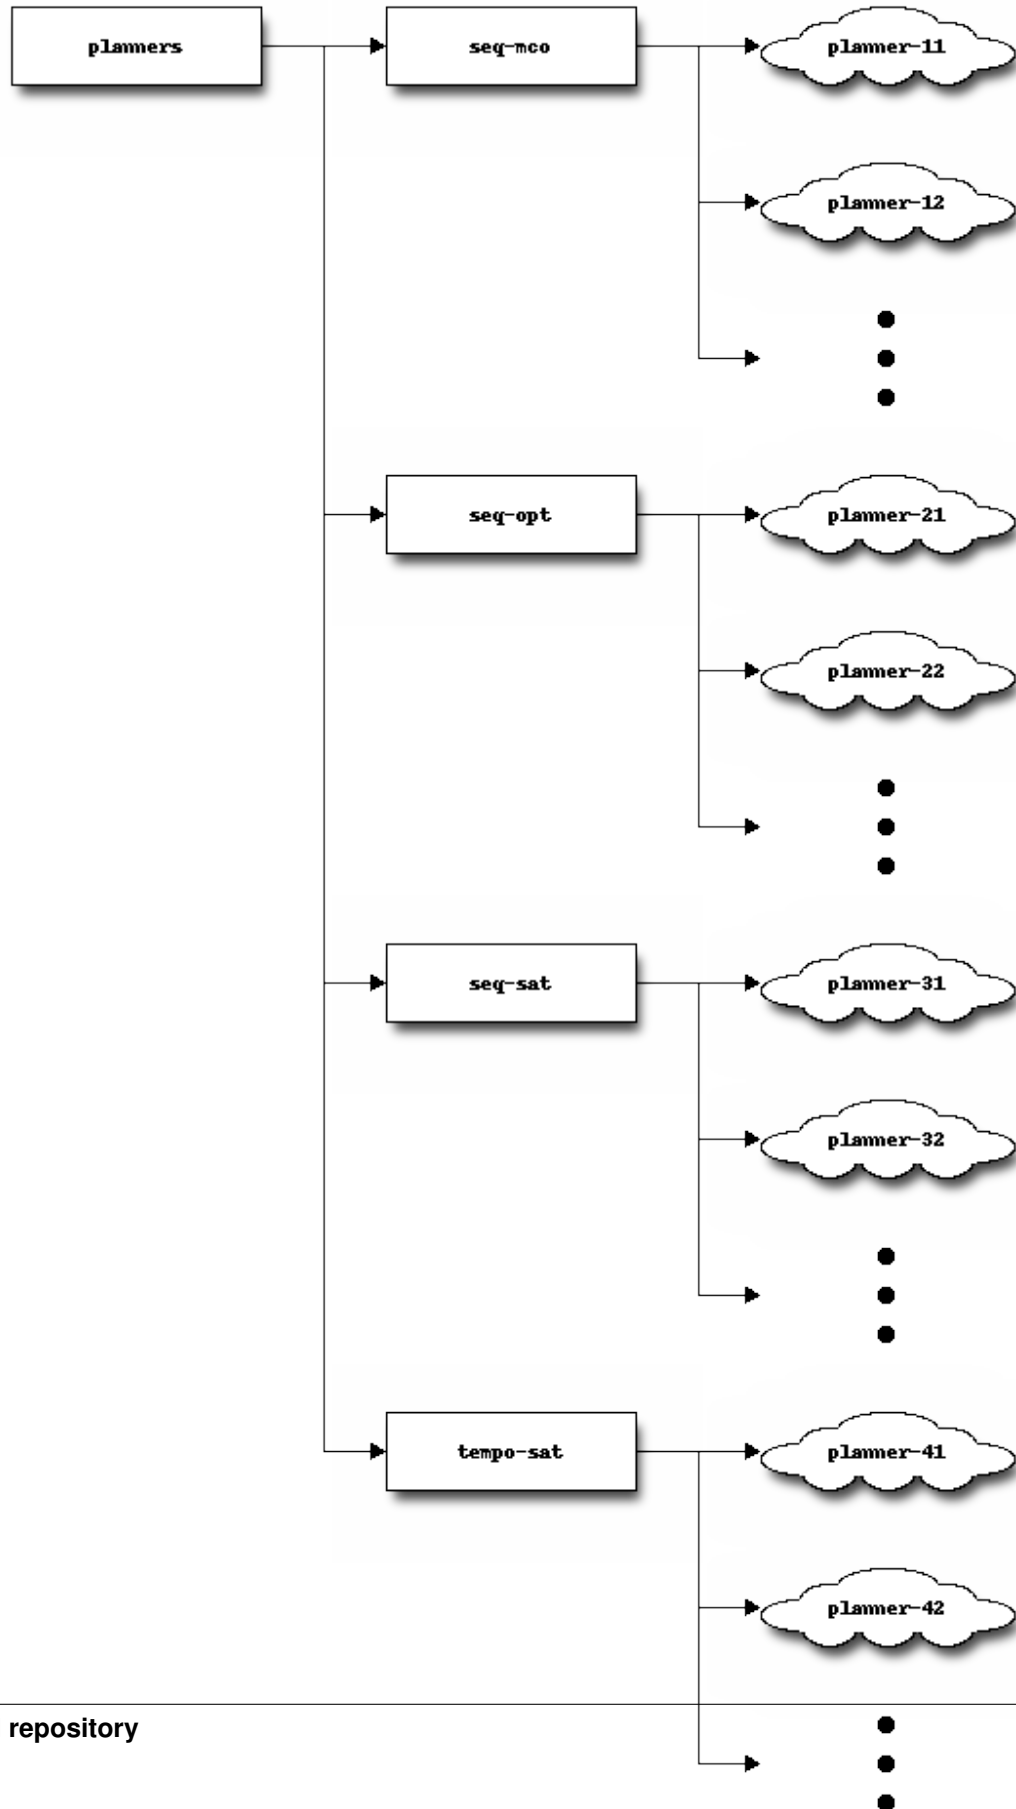 planners
seq-mco
planner-11
planner-12
seq-opt
planner-21
planner-22
seq-sat
planner-31
planner-32
tempo-sat
planner-41
planner-42
repository